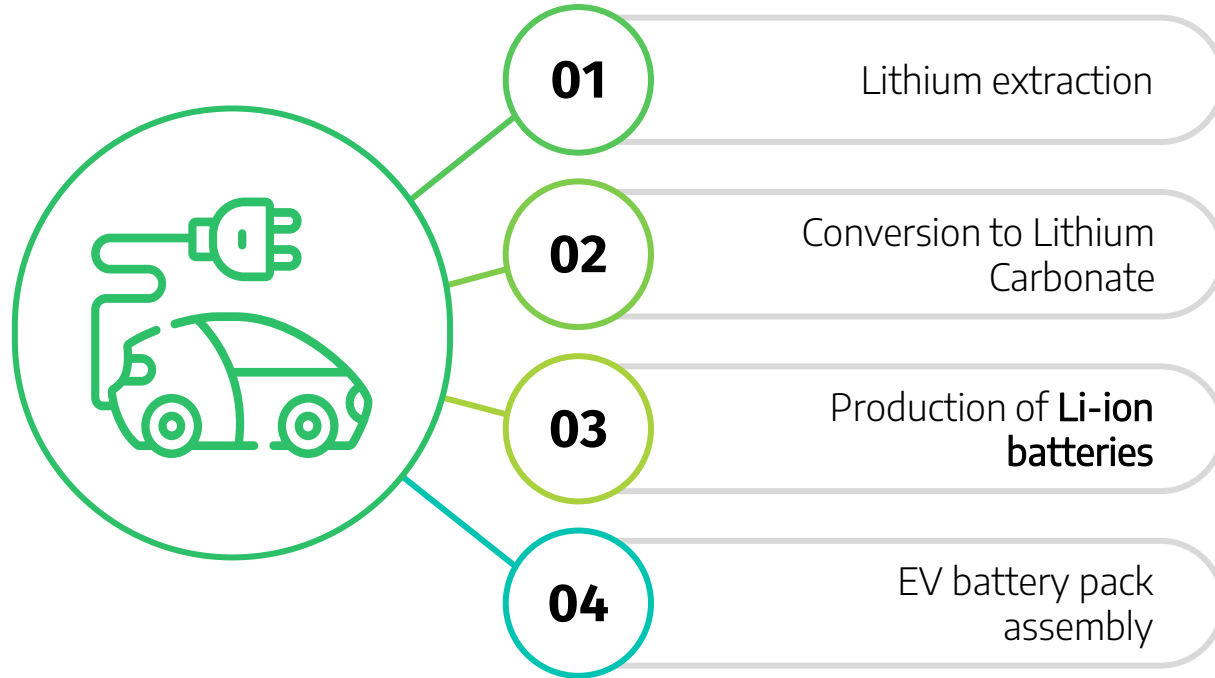 01
Lithium extraction
02
Conversion to Lithium
Carbonate
03
Production of Li-ion
batteries
04
EV battery pack
assembly